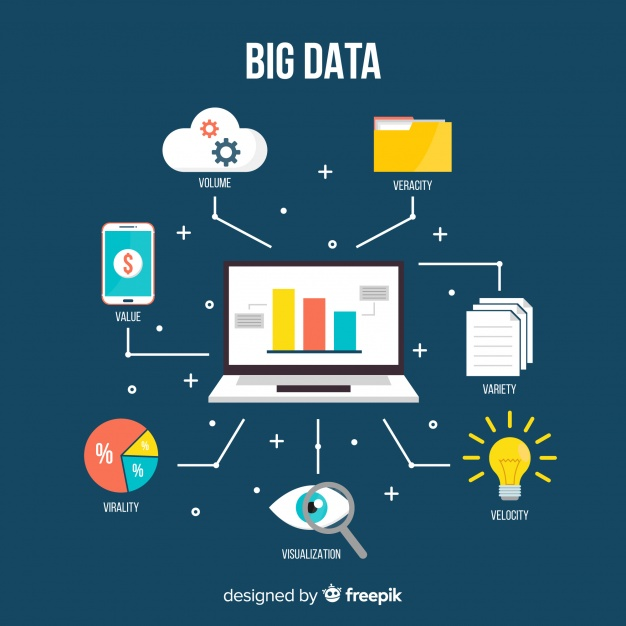 BIG DATA
VOLUME
VERACITY
$
VALUE
VARIETY
%
%
%
VIRALITY
VELOCITY
VISUALIZATION
designed by freepik